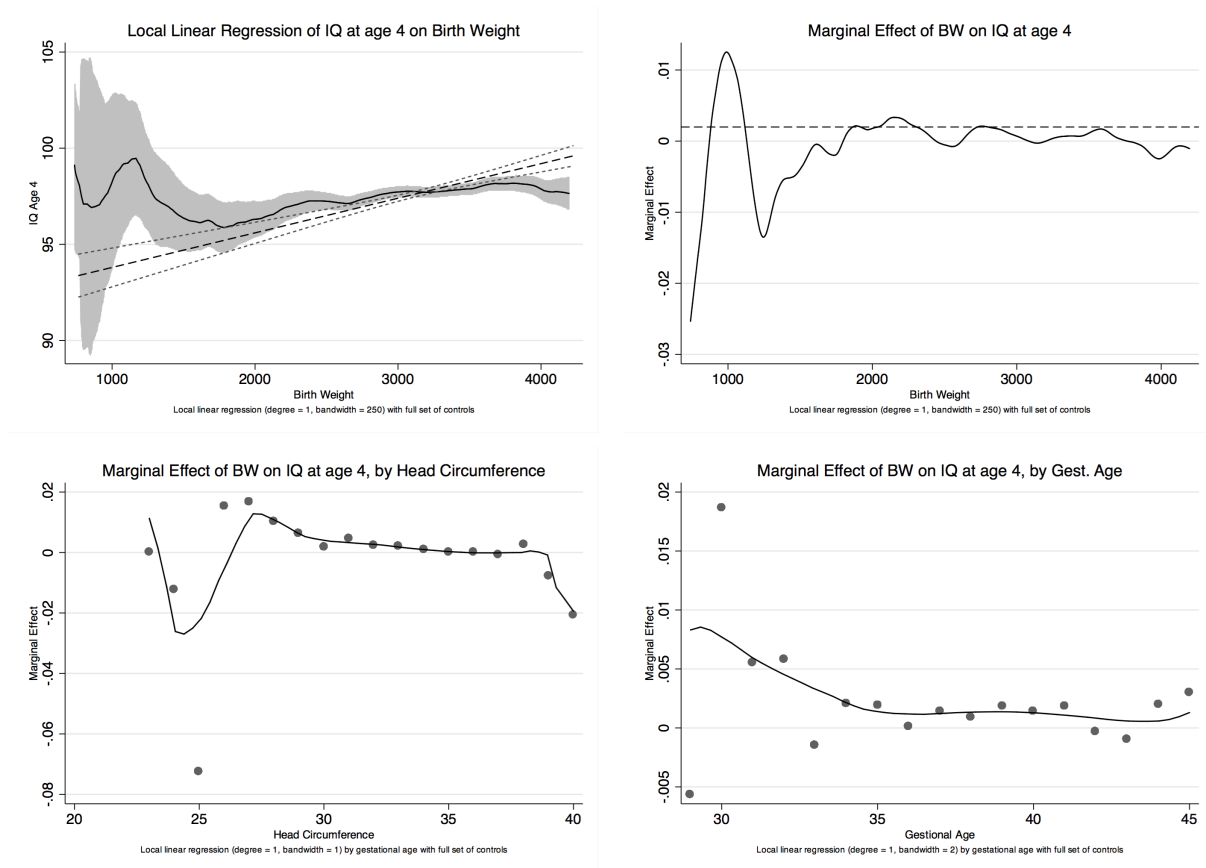 Local Linear Regression of IQ at age 4 on Birth Weight
105
100
95
90
IQ Age 4
1000 2000 3000 4000
Birth Weight
Local linear regression (degree = 1, bandwidth = 250) with full set of controls
Marginal Effect of BW on IQ at age 4
.01
0
-.01
-.02
-.03
Marginal Effect
1000 2000 3000 4000
Birth Weight
Local linear regression (degree = 1, bandwidth = 250) with full set of controls
Marginal Effect of BW on IQ at age 4, by Head Circumference
.02
0
-.02
-.04
-.06
-.08
Marginal Effect
20 25 30 35 40
Head Circumference
Local linear regression (degree = 1, bandwidth = 1) by gestational age with full set of controls
Marginal Effect of BW on IQ at age 4, by Gest. Age
.02
.015
.01
.005
0
-.005
Marginal Effect
30 35 40 45
Gestional Age
Local linear regression (degree = 1, bandwidth = 2) by gestational age with full set of controls